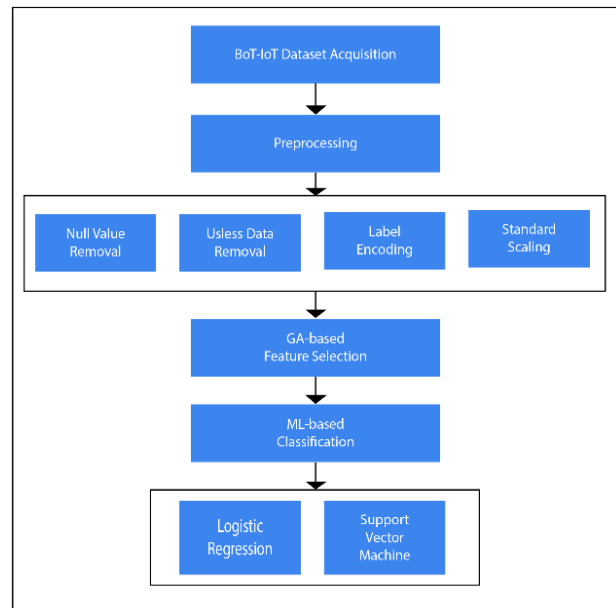 BoT-IoT Dataset Acquisition
Preprocessing
Null Value
Removal
Usless Data
Removal
Label
Encoding
Standard
Scaling
GA-based
Feature Selection
ML-based
Classification
Logistic
Regression
Support
Vector
Machine